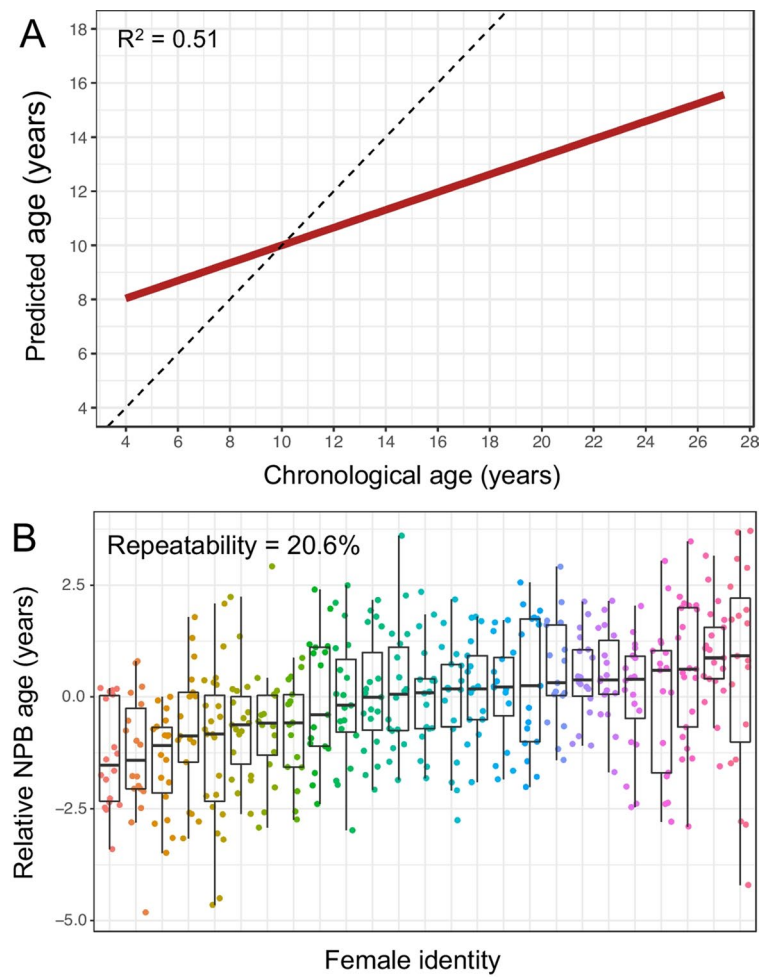 A
R² = 0.51
Predicted age (years)
18
16
14
12
10
8
6
4
4 6 8 10 12 14 16 18 20 22 24 26 28
Chronological age (years)
B
Repeatability = 20.6%
Relative NPB age (years)
2.5
0.0
−2.5
−5.0
Female identity